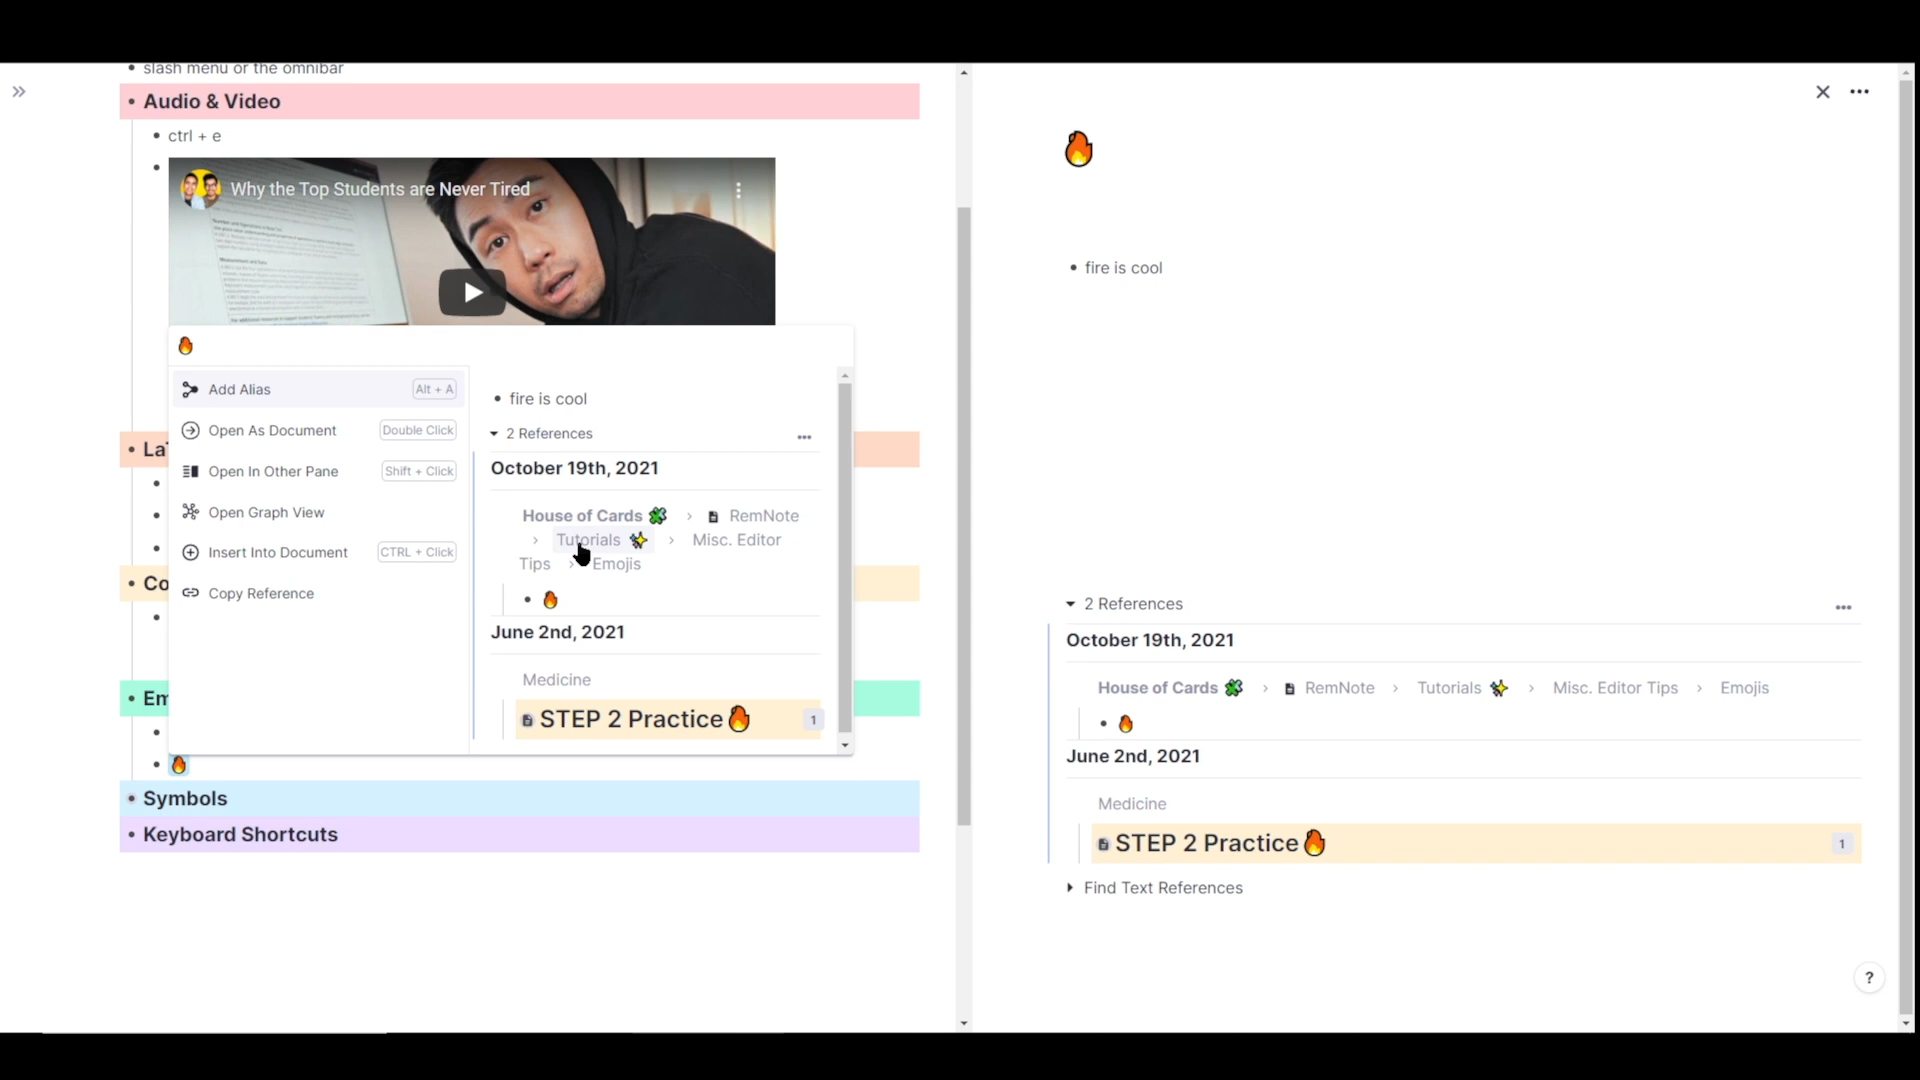 slash menu or the omnibar
Audio & Video
ctrl + e
Why the Top Students are Never Tired
🔥
Add Alias Alt + A
Open As Document Double Click
Open In Other Pane Shift + Click
Open Graph View
Insert Into Document CTRL + Click
Copy Reference
fire is cool
2 References
October 19th, 2021
House of Cards 🧩 › RemNote
› Tutorials ✨ › Misc. Editor
Tips › Emojis
🔥
June 2nd, 2021
Medicine
STEP 2 Practice🔥 1
La
Co
Em
🔥
Symbols
Keyboard Shortcuts
🔥
fire is cool
2 References
October 19th, 2021
House of Cards 🧩 › RemNote › Tutorials ✨ › Misc. Editor Tips › Emojis
🔥
June 2nd, 2021
Medicine
STEP 2 Practice🔥 1
Find Text References
?